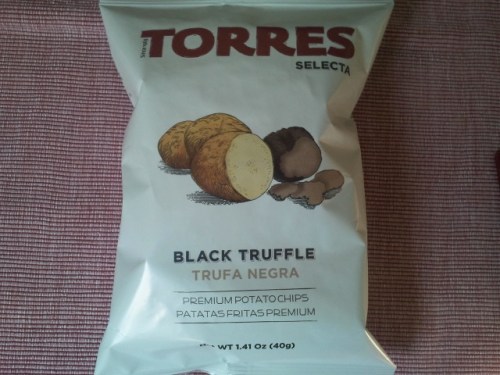 TORRES
SELECTA
BLACK TRUFFLE
TRUFA NEGRA
PREMIUM POTATO CHIPS
PATATAS FRITAS PREMIUM
WT 1.41 Oz (40g)